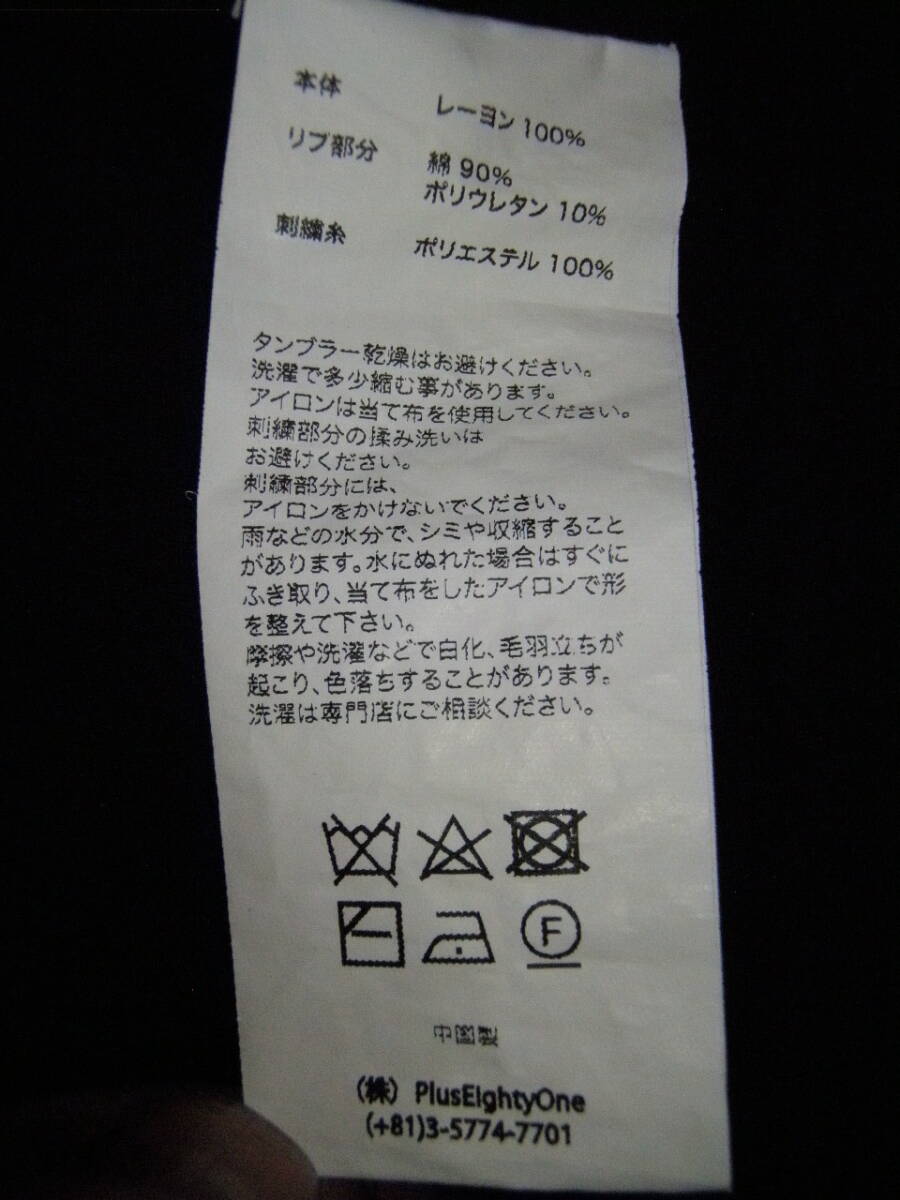 本体 レーヨン 100%
リブ部分 綿 90%
ポリウレタン 10%
刺繍糸 ポリエステル 100%
タンブラー乾燥はお避けください。
洗濯で多少縮む事があります。
アイロンは当て布を使用してください。
刺繍部分の揉み洗いは
お避けください。
刺繍部分には、
アイロンをかけないでください。
雨などの水分で、シミや収縮すること
があります。水にぬれた場合はすぐに
ふき取り、当て布をしたアイロンで形
を整えて下さい。
摩擦や洗濯などで白化、毛羽立ちが
起こり、色落ちすることがあります。
洗濯は専門店にご相談ください。
F
中国製
(株) PlusEightyOne
(+81)3-5774-7701